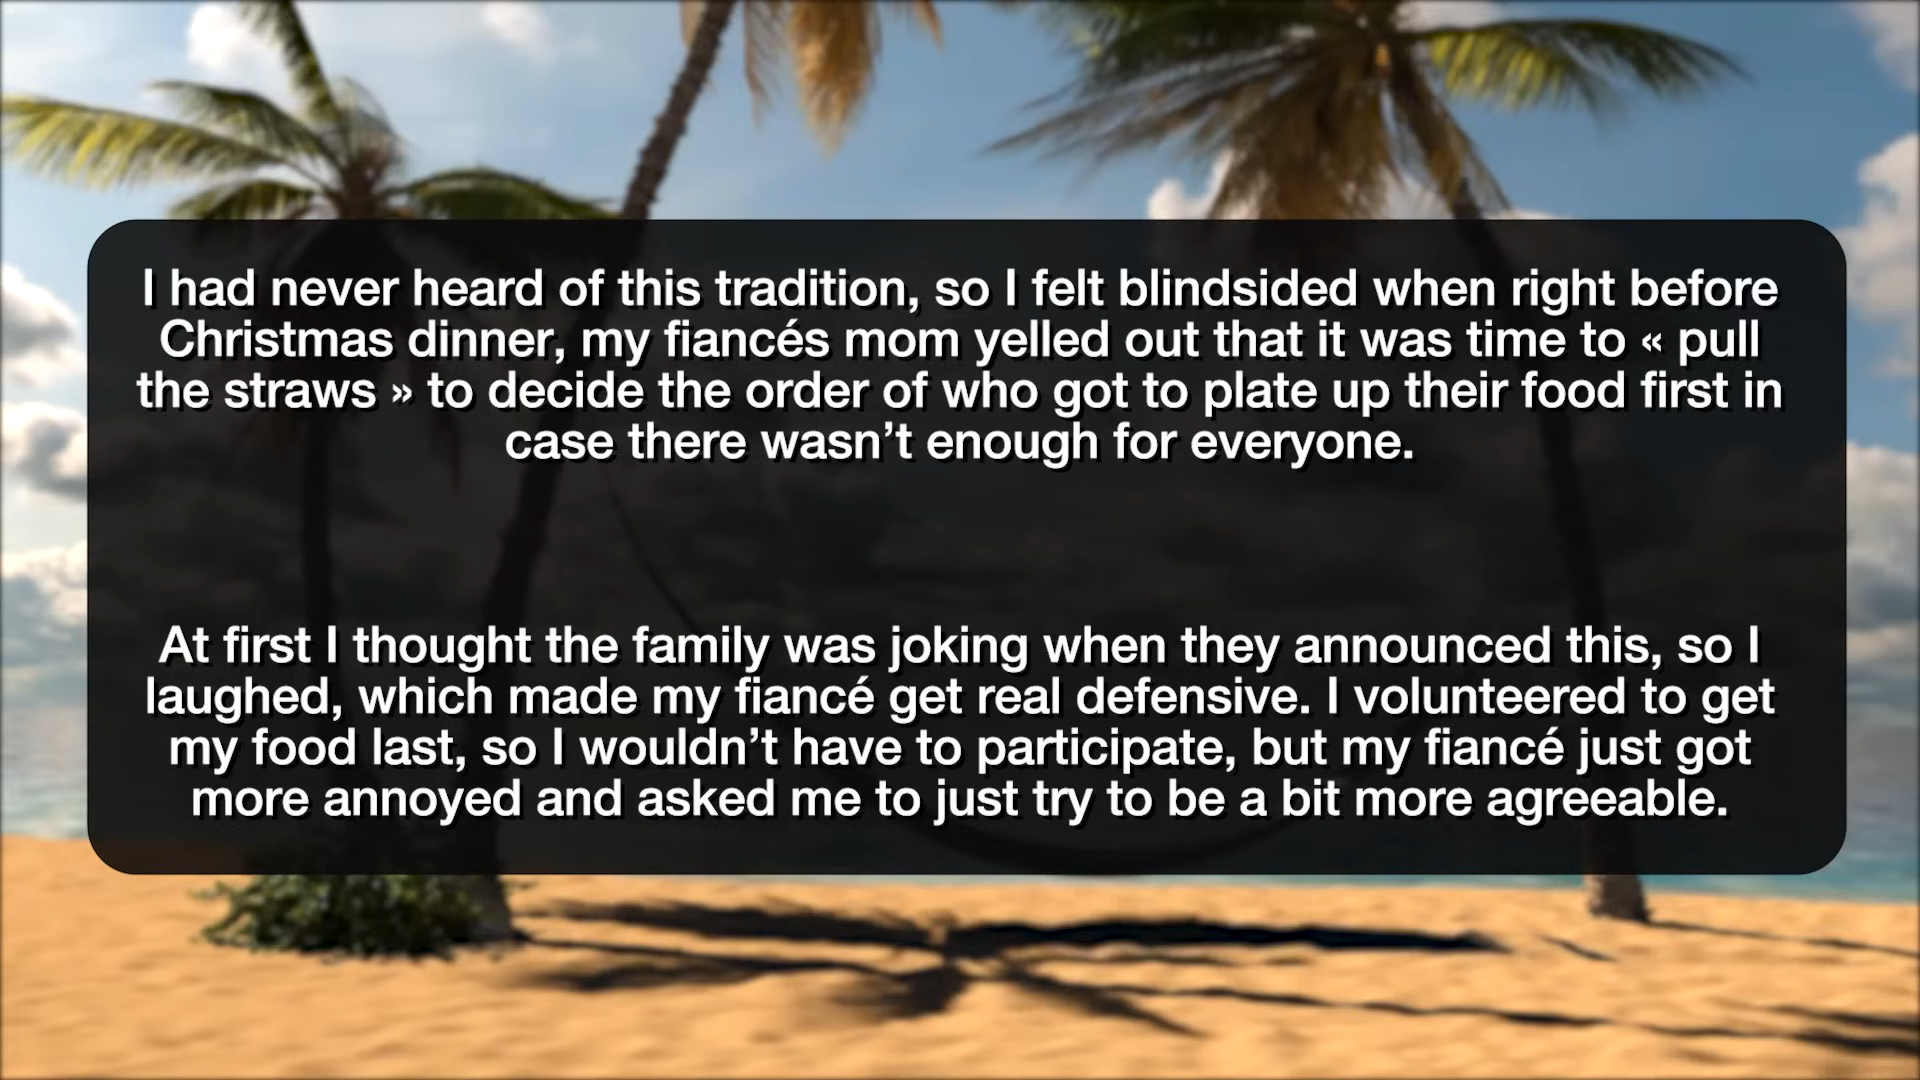 I had never heard of this tradition, so I felt blindsided when right before
Christmas dinner, my fiancés mom yelled out that it was time to « pull
the straws » to decide the order of who got to plate up their food first in
case there wasn’t enough for everyone.
At first I thought the family was joking when they announced this, so I
laughed, which made my fiancé get real defensive. I volunteered to get
my food last, so I wouldn’t have to participate, but my fiancé just got
more annoyed and asked me to just try to be a bit more agreeable.